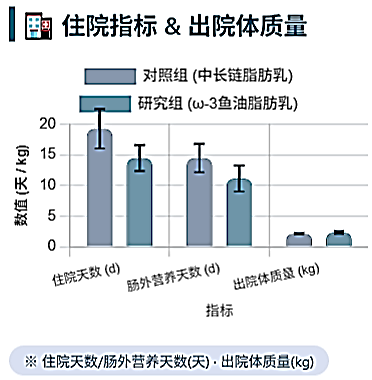 住院指标 & 出院体质量
对照组 (中长链脂肪乳)
研究组 (ω-3鱼油脂肪乳)
20
15
10
5
0
数值 (天 / kg)
住院天数 (d)
肠外营养天数 (d)
出院体质量 (kg)
指标
※ 住院天数/肠外营养天数(天) · 出院体质量(kg)